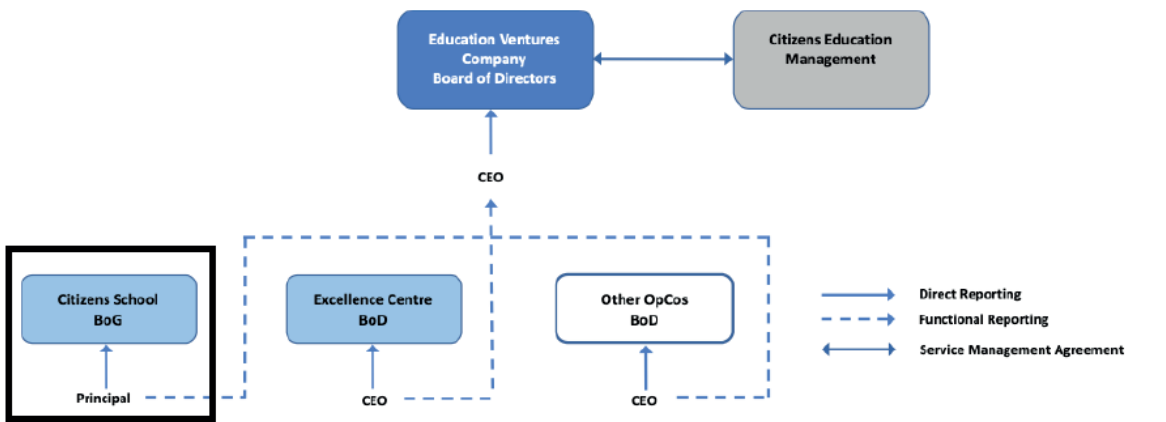 Education Ventures
Company
Board of Directors
Citizens Education
Management
CEO
Citizens School
BoG
Excellence Centre
BoD
Other OpCos
BoD
Direct Reporting
Functional Reporting
Service Management Agreement
Principal
CEO
CEO